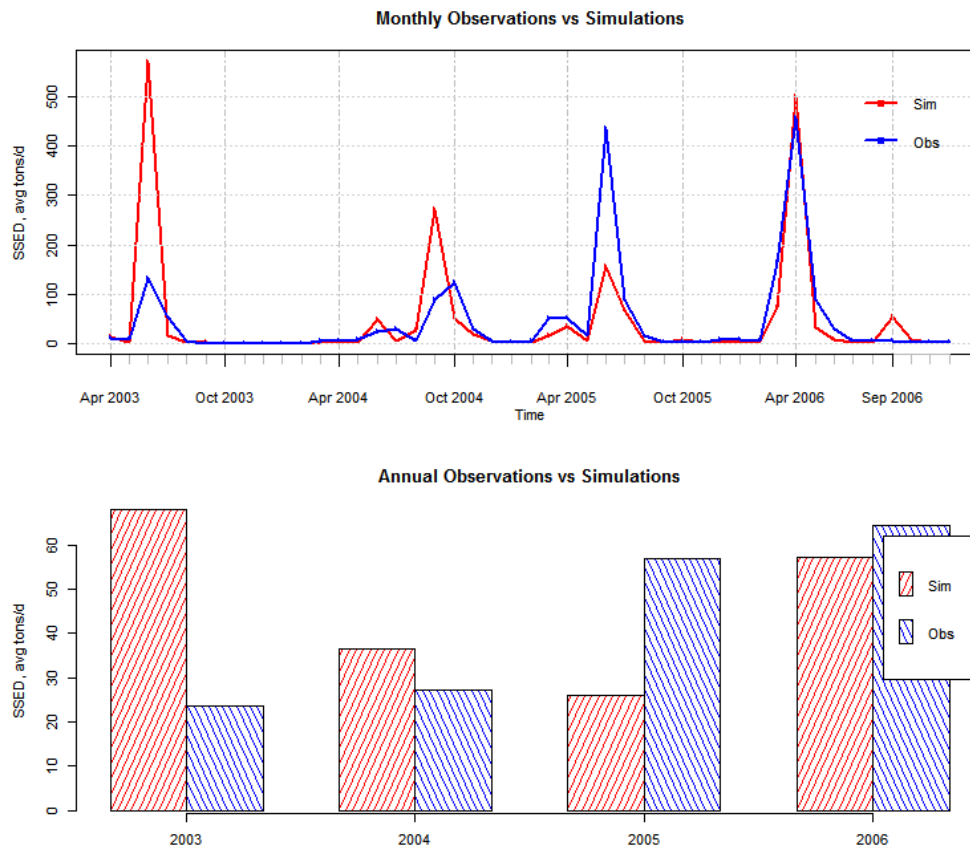 Monthly Observations vs Simulations
SSED, avg tons/d
500
400
300
200
100
0
Sim
Obs
Apr 2003 Oct 2003 Apr 2004 Oct 2004 Apr 2005 Oct 2005 Apr 2006 Sep 2006
Time
Annual Observations vs Simulations
SSED, avg tons/d
60
50
40
30
20
10
0
Sim
Obs
2003 2004 2005 2006